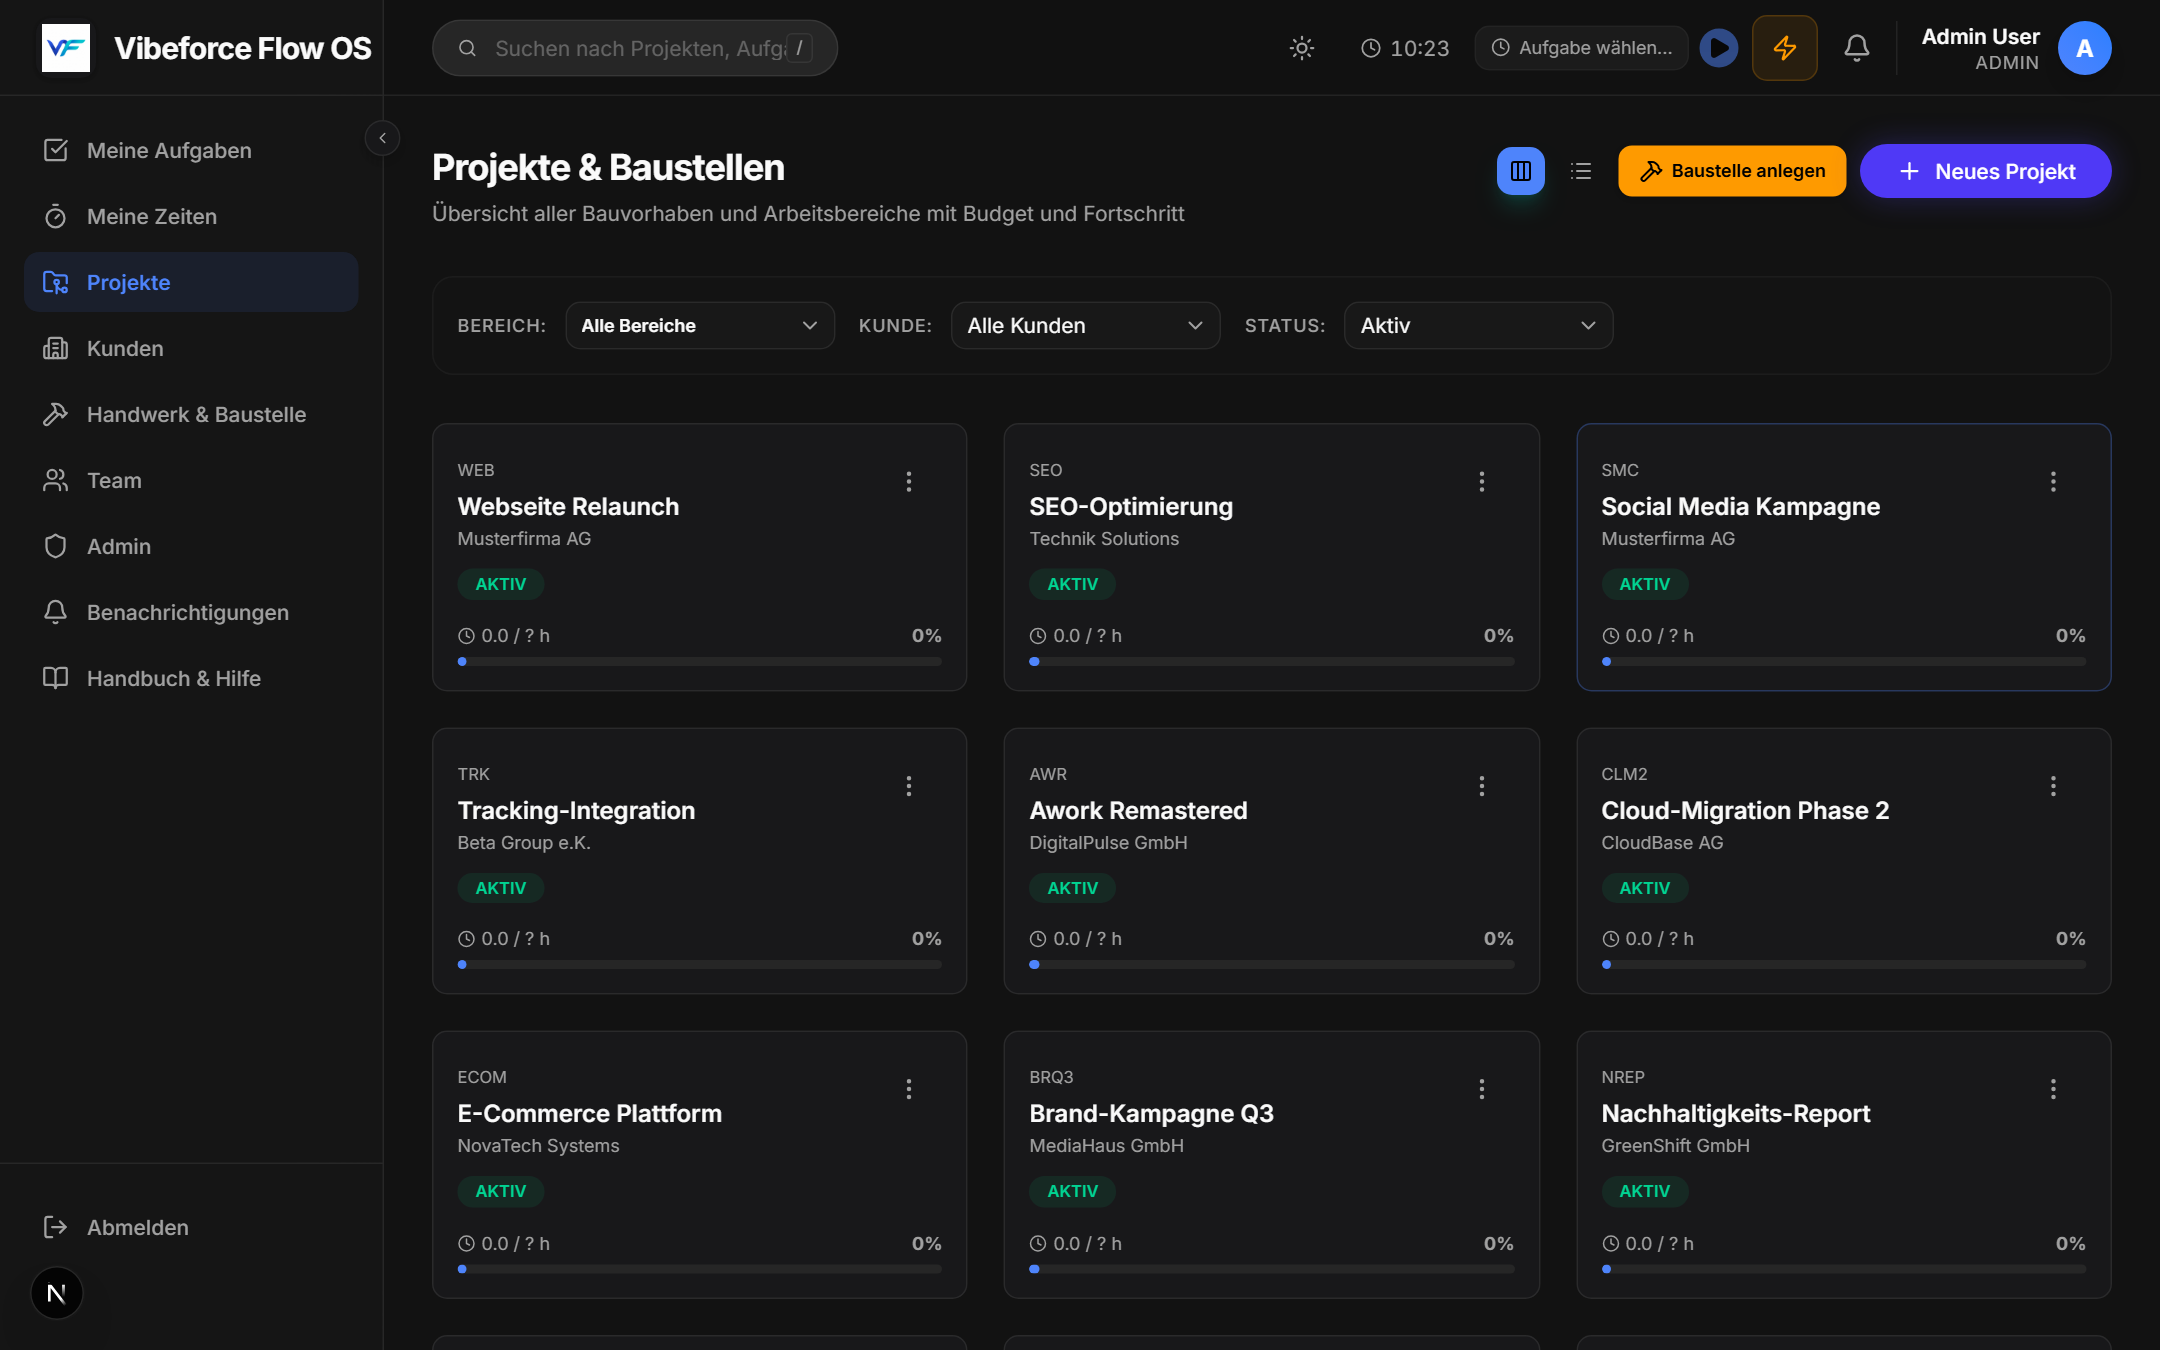 VF
Vibeforce Flow OS
Suchen nach Projekten, Aufga
/
10:23
Aufgabe wählen...
Admin User
ADMIN
A
Meine Aufgaben
Meine Zeiten
Projekte
Kunden
Handwerk & Baustelle
Team
Admin
Benachrichtigungen
Handbuch & Hilfe
Abmelden
N
Projekte & Baustellen
Übersicht aller Bauvorhaben und Arbeitsbereiche mit Budget und Fortschritt
Baustelle anlegen
Neues Projekt
BEREICH:
Alle Bereiche
KUNDE:
Alle Kunden
STATUS:
Aktiv
WEB
Webseite Relaunch
Musterfirma AG
AKTIV
0.0 / ? h
0%
SEO
SEO-Optimierung
Technik Solutions
AKTIV
0.0 / ? h
0%
SMC
Social Media Kampagne
Musterfirma AG
AKTIV
0.0 / ? h
0%
TRK
Tracking-Integration
Beta Group e.K.
AKTIV
0.0 / ? h
0%
AWR
Awork Remastered
DigitalPulse GmbH
AKTIV
0.0 / ? h
0%
CLM2
Cloud-Migration Phase 2
CloudBase AG
AKTIV
0.0 / ? h
0%
ECOM
E-Commerce Plattform
NovaTech Systems
AKTIV
0.0 / ? h
0%
BRQ3
Brand-Kampagne Q3
MediaHaus GmbH
AKTIV
0.0 / ? h
0%
NREP
Nachhaltigkeits-Report
GreenShift GmbH
AKTIV
0.0 / ? h
0%